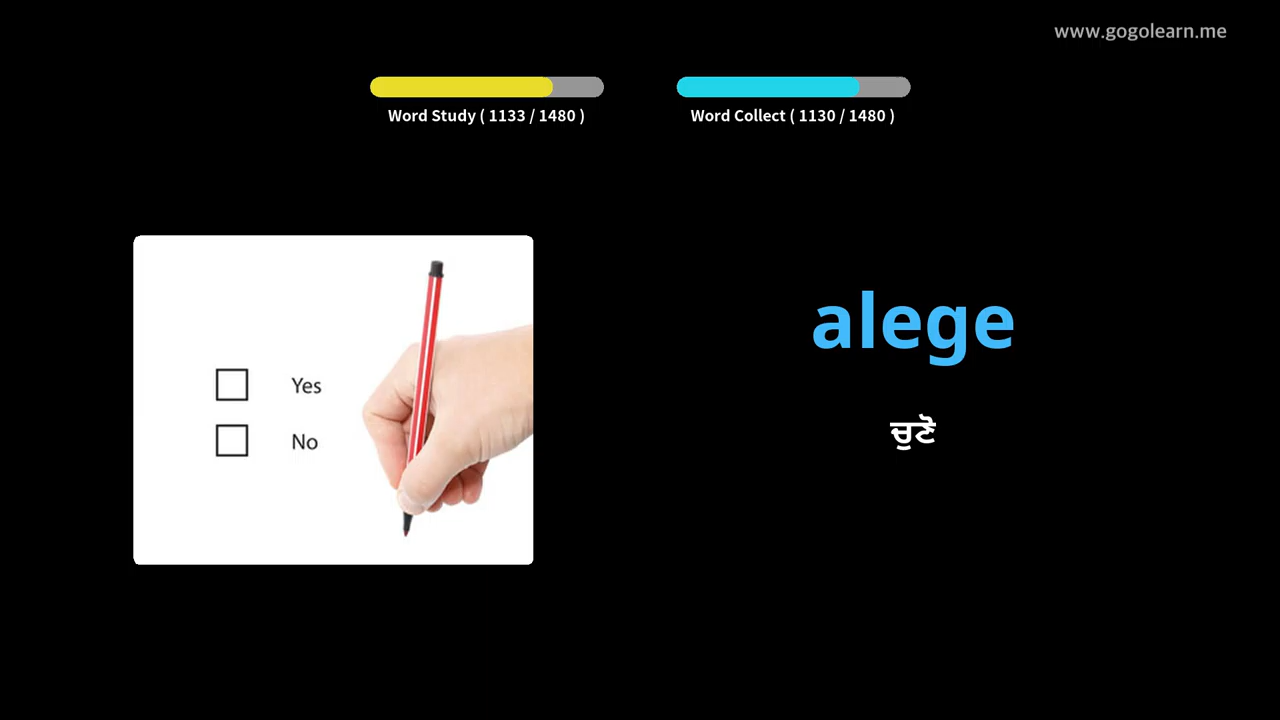 www.gogolearn.me
Word Study ( 1133 / 1480 )
Word Collect ( 1130 / 1480 )
Yes
No
alege
ਚੁਣੋ